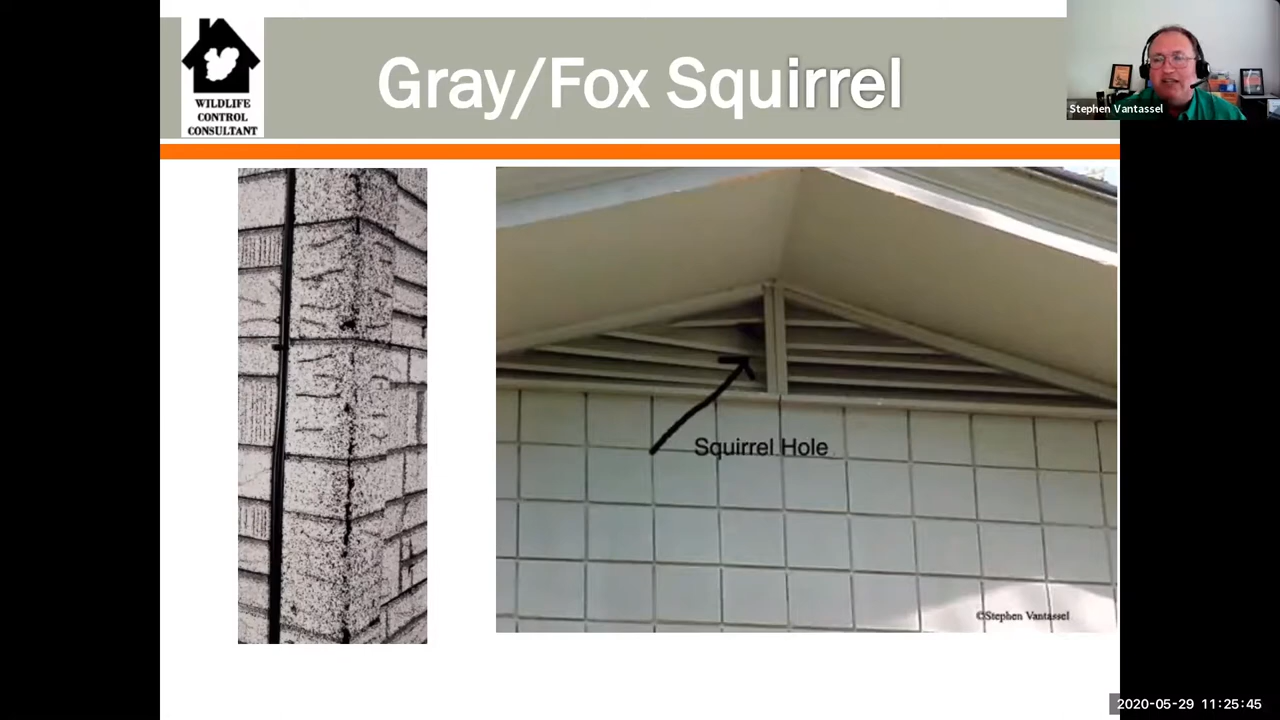 WILDLIFE
CONTROL
CONSULTANT
Gray/Fox Squirrel
Stephen Vantassel
Squirrel Hole
©Stephen Vantassel
2020-05-29 11:25:45